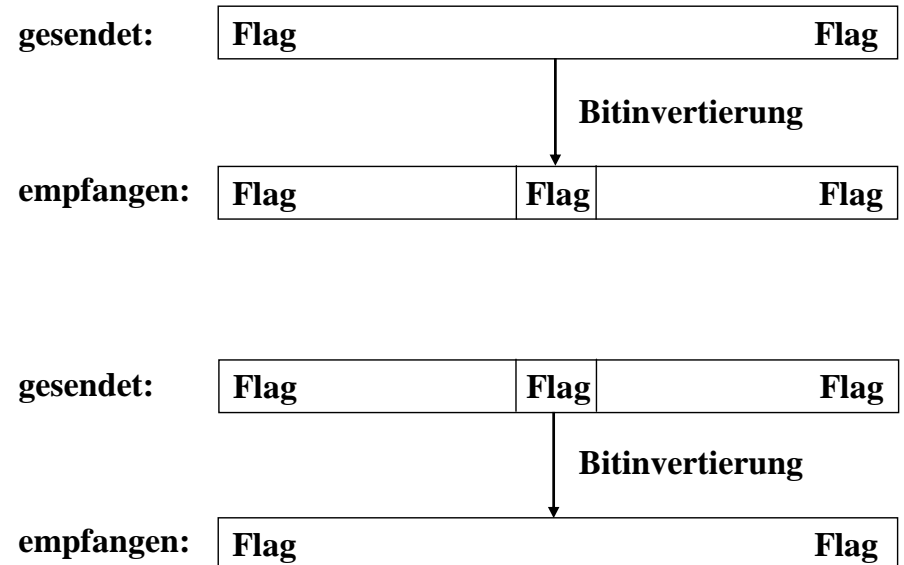 gesendet: Flag Flag
Bitinvertierung
empfangen: Flag Flag Flag
gesendet: Flag Flag Flag
Bitinvertierung
empfangen: Flag Flag